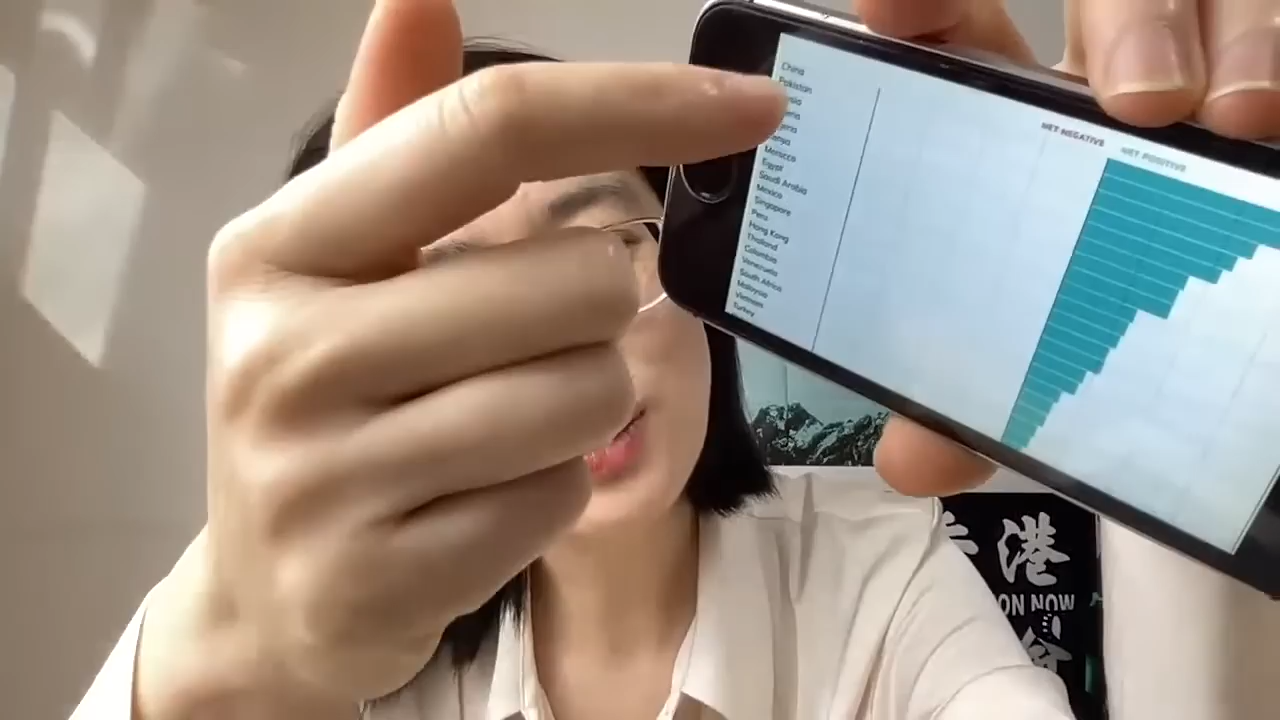 China
Pakistan
Morocco
Egypt
Saudi Arabia
Mexico
Singapore
Peru
Hong Kong
Thailand
Colombia
Venezuela
South Africa
Malaysia
Vietnam
Turkey
NET NEGATIVE
NET POSITIVE
港
ON NOW